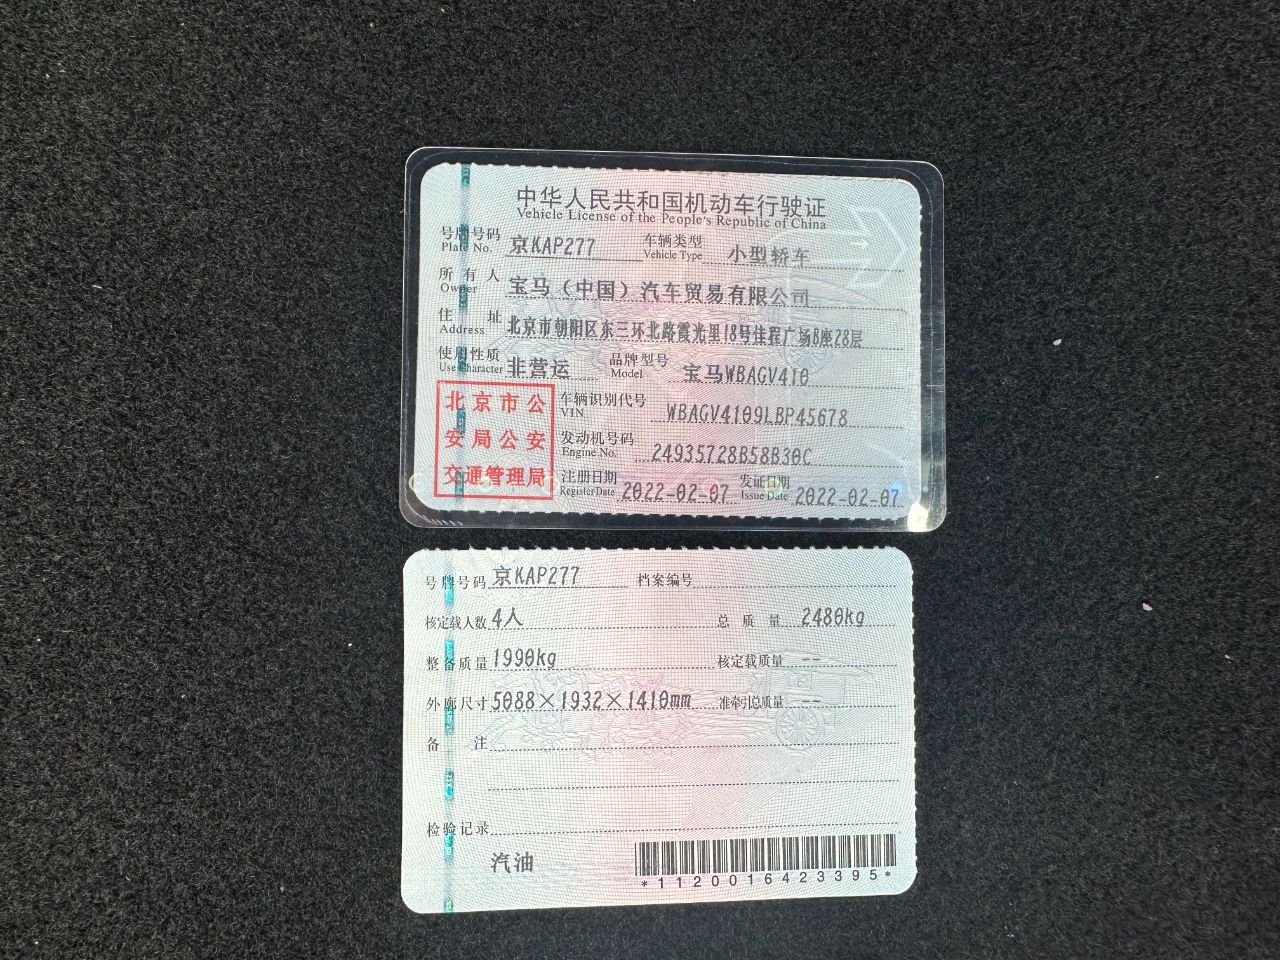 中华人民共和国机动车行驶证
Vehicle License of the People's Republic of China
号牌号码 京KAP277 车辆类型 小型轿车
Plate No. Vehicle Type
所有人 宝马（中国）汽车贸易有限公司
Owner
住址 北京市朝阳区东三环北路霞光里18号佳程广场B座28层
Address
使用性质 非营运 品牌型号 宝马WBAGV410
Use Character Model
北京市公
安局公安
交通管理局
车辆识别代号 WBAGV4109LBP45678
VIN
发动机号码 24935728B58B30C
Engine No.
注册日期 2022-02-07 发证日期 2022-02-07
Register Date Issue Date
号牌号码 京KAP277 档案编号
核定载人数 4人 总质量 2480kg
整备质量 1990kg 核定载质量 --
外廓尺寸 5088×1932×1410mm 准牵引总质量 --
备注
检验记录
汽油
*1120016423395*